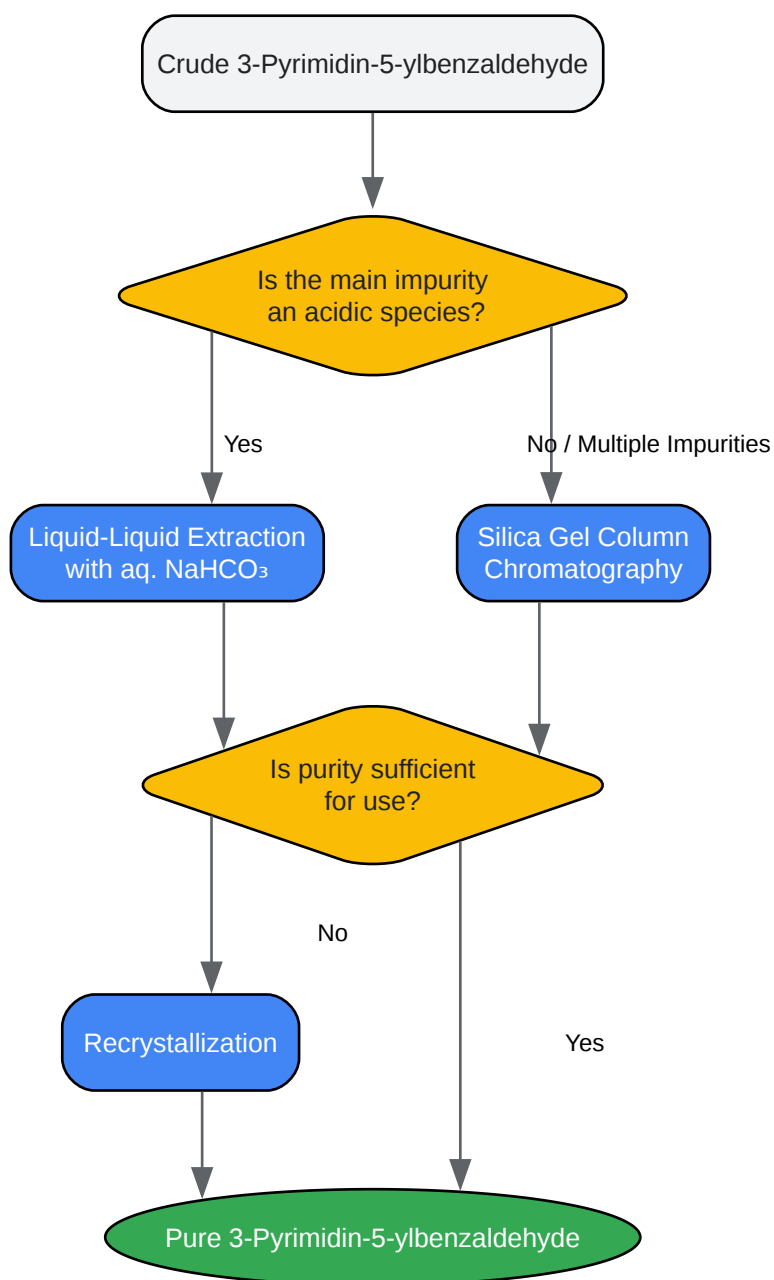 Crude 3-Pyrimidin-5-ylbenzaldehyde
Is the main impurity
an acidic species?
Yes
No / Multiple Impurities
Liquid-Liquid Extraction
with aq. NaHCO₃
Silica Gel Column
Chromatography
Is purity sufficient
for use?
No
Recrystallization
Yes
Pure 3-Pyrimidin-5-ylbenzaldehyde